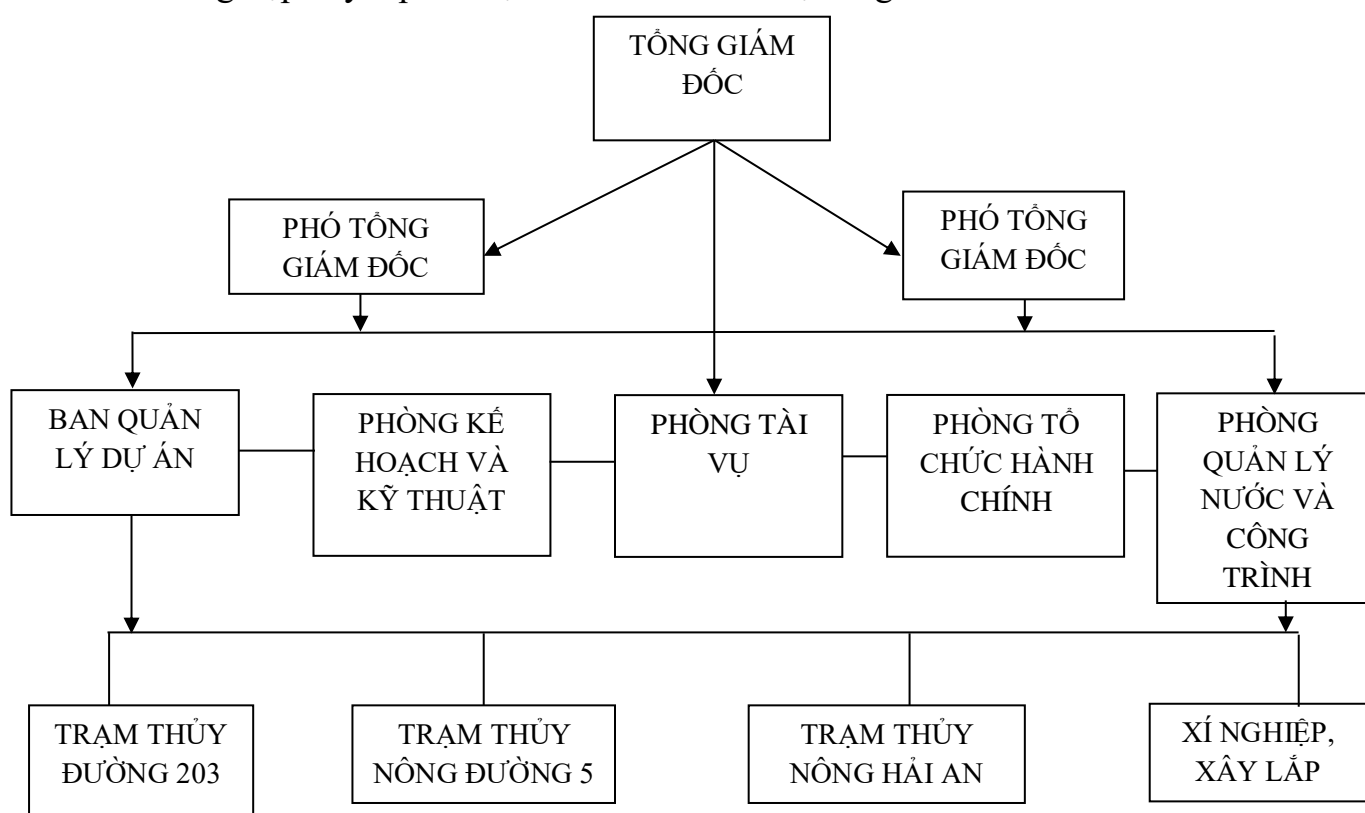 TỔNG GIÁM
ĐỐC
PHÓ TỔNG
GIÁM ĐỐC
PHÓ TỔNG
GIÁM ĐỐC
BAN QUẢN
LÝ DỰ ÁN
PHÒNG KẾ
HOẠCH VÀ
KỸ THUẬT
PHÒNG TÀI
VỤ
PHÒNG TỔ
CHỨC HÀNH
CHÍNH
PHÒNG
QUẢN LÝ
NƯỚC VÀ
CÔNG
TRÌNH
TRẠM THỦY
ĐƯỜNG 203
TRẠM THỦY
NÔNG ĐƯỜNG 5
TRẠM THỦY
NÔNG HẢI AN
XÍ NGHIỆP,
XÂY LẮP